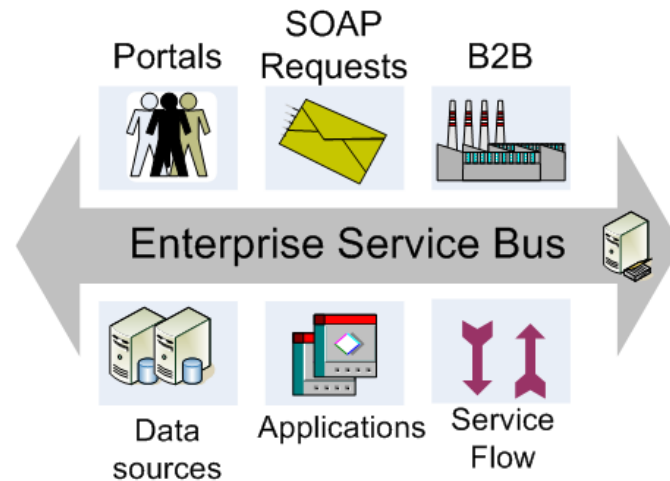 Portals
SOAP
Requests
B2B
Enterprise Service Bus
Data
sources
Applications
Service
Flow